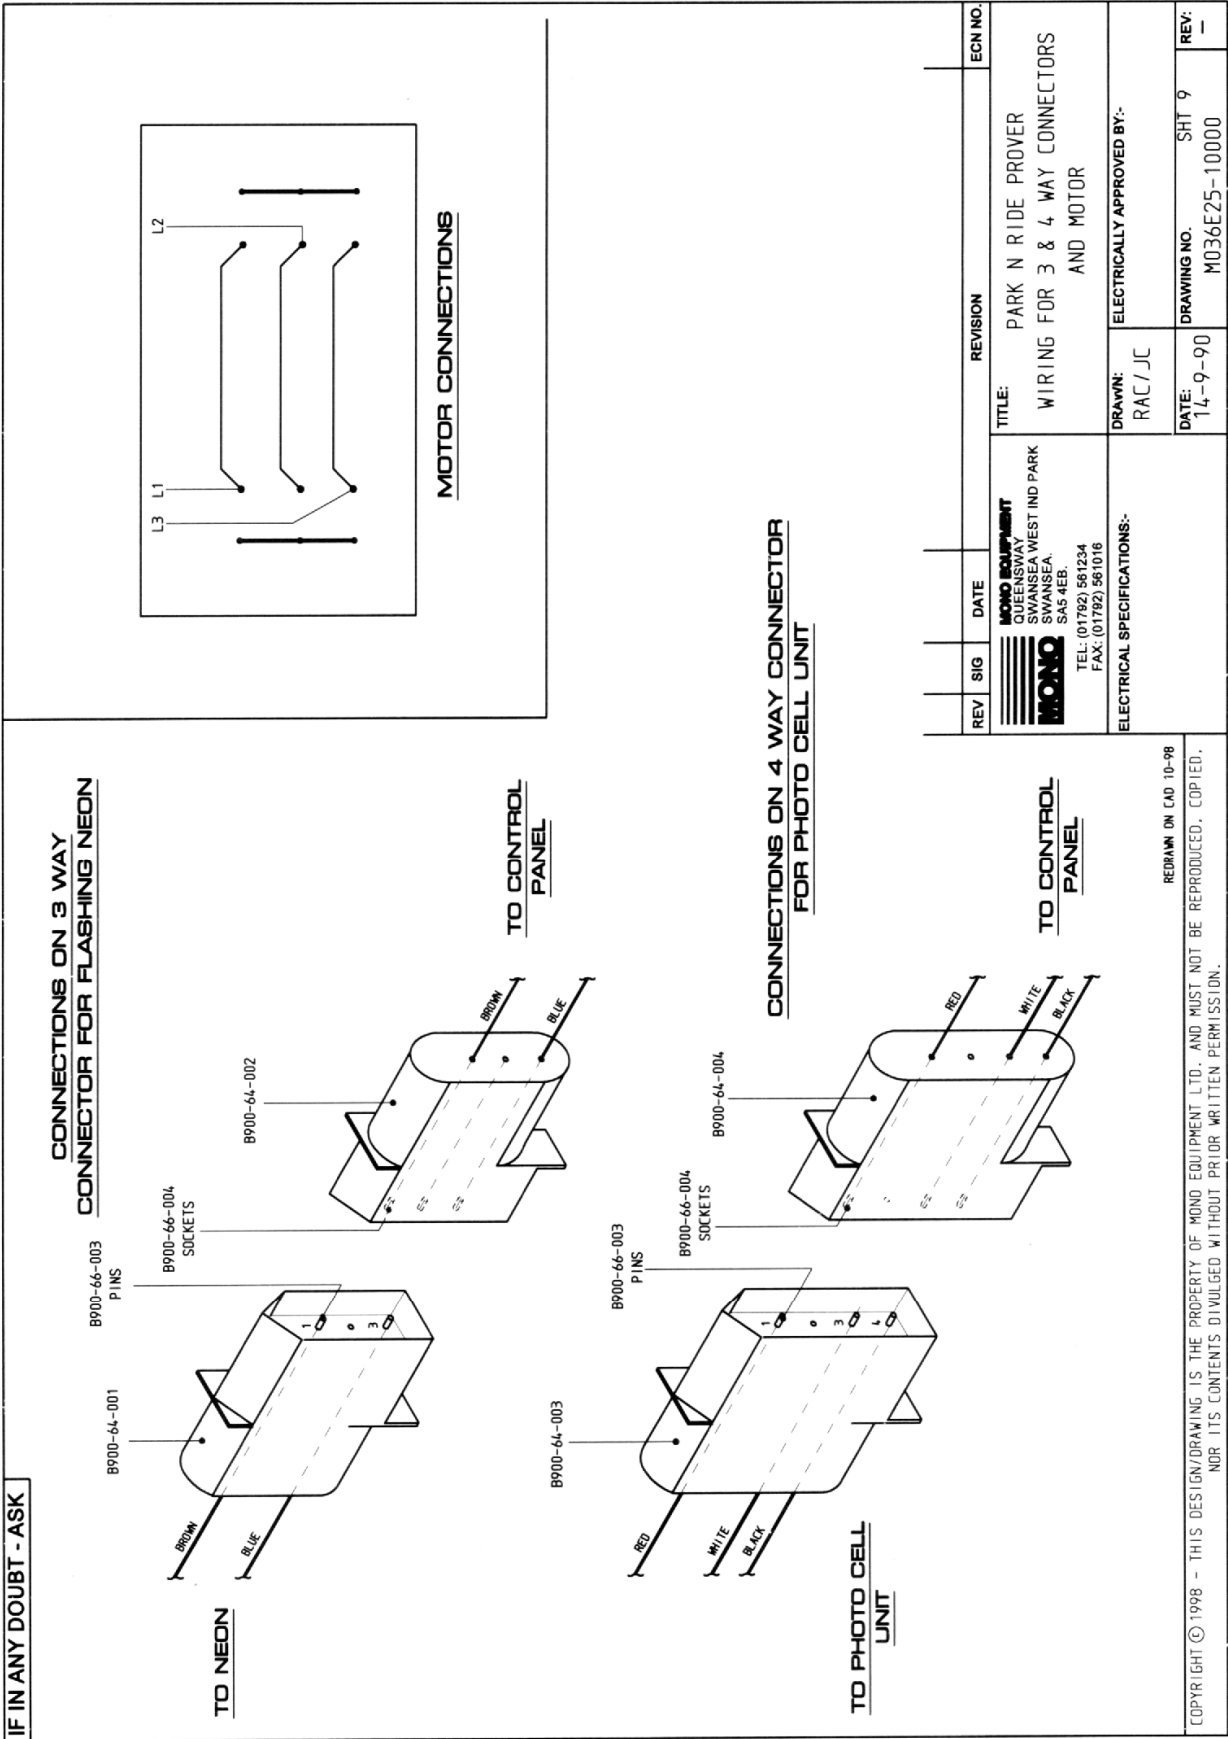 IF IN ANY DOUBT - ASK
CONNECTIONS ON 3 WAY
CONNECTOR FOR FLASHING NEON
B900-64-001
B900-66-003
PINS
B900-66-004
SOCKETS
B900-64-002
BROWN
BLUE
1
3
BROWN
BLUE
TO NEON
TO CONTROL
PANEL
L3
L1
L2
MOTOR CONNECTIONS
CONNECTIONS ON 4 WAY CONNECTOR
FOR PHOTO CELL UNIT
B900-64-003
B900-66-003
PINS
B900-66-004
SOCKETS
B900-64-004
RED
WHITE
BLACK
1
3
4
RED
WHITE
BLACK
TO PHOTO CELL
UNIT
TO CONTROL
PANEL
REDRAWN ON CAD 10-98
REV
SIG
DATE
REVISION
ECN NO.
MONO
MONO EQUIPMENT
QUEENSWAY
SWANSEA WEST IND PARK
SWANSEA.
SA5 4EB.
TEL: (01792) 561234
FAX: (01792) 561016
TITLE:
PARK N RIDE PROVER
WIRING FOR 3 & 4 WAY CONNECTORS
AND MOTOR
ELECTRICAL SPECIFICATIONS:-
DRAWN:
RAC/JC
ELECTRICALLY APPROVED BY:-
DATE:
14-9-90
DRAWING NO.
SHT 9
M036E25-10000
REV:
–
COPYRIGHT © 1998 - THIS DESIGN/DRAWING IS THE PROPERTY OF MONO EQUIPMENT LTD. AND MUST NOT BE REPRODUCED, COPIED,
NOR ITS CONTENTS DIVULGED WITHOUT PRIOR WRITTEN PERMISSION.